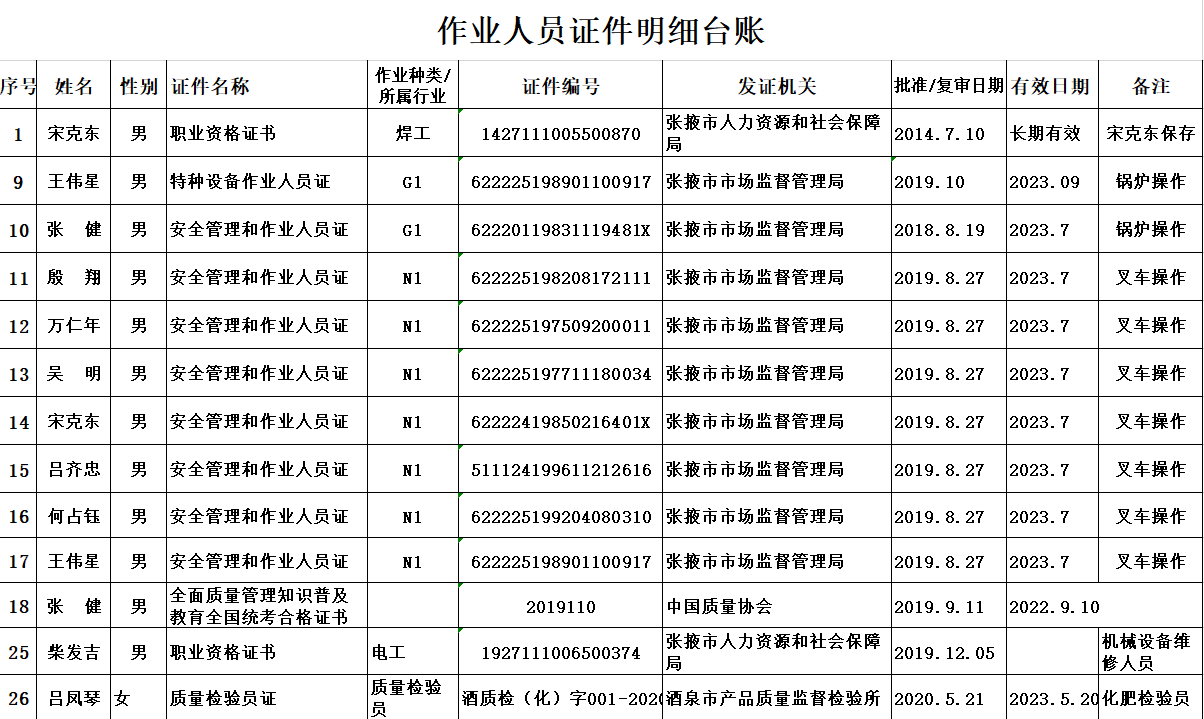 作业人员证件明细台账
序号 姓名 性别 证件名称 作业种类/所属行业 证件编号 发证机关 批准/复审日期 有效日期 备注
1 宋克东 男 职业资格证书 焊工 1427111005500870 张掖市人力资源和社会保障局 2014.7.10 长期有效 宋克东保存
9 王伟星 男 特种设备作业人员证 G1 622225198901100917 张掖市市场监督管理局 2019.10 2023.09 锅炉操作
10 张 健 男 安全管理和作业人员证 G1 62220119831119481X 张掖市市场监督管理局 2018.8.19 2023.7 锅炉操作
11 殷 翔 男 安全管理和作业人员证 N1 622225198208172111 张掖市市场监督管理局 2019.8.27 2023.7 叉车操作
12 万仁年 男 安全管理和作业人员证 N1 622225197509200011 张掖市市场监督管理局 2019.8.27 2023.7 叉车操作
13 吴 明 男 安全管理和作业人员证 N1 622225197711180034 张掖市市场监督管理局 2019.8.27 2023.7 叉车操作
14 宋克东 男 安全管理和作业人员证 N1 62222419850216401X 张掖市市场监督管理局 2019.8.27 2023.7 叉车操作
15 吕齐忠 男 安全管理和作业人员证 N1 511124199611212616 张掖市市场监督管理局 2019.8.27 2023.7 叉车操作
16 何占钰 男 安全管理和作业人员证 N1 622225199204080310 张掖市市场监督管理局 2019.8.27 2023.7 叉车操作
17 王伟星 男 安全管理和作业人员证 N1 622225198901100917 张掖市市场监督管理局 2019.8.27 2023.7 叉车操作
18 张 健 男 全面质量管理知识普及教育全国统考合格证书 2019110 中国质量协会 2019.9.11 2022.9.10
25 柴发吉 男 职业资格证书 电工 1927111006500374 张掖市人力资源和社会保障局 2019.12.05 机械设备维修人员
26 吕凤琴 女 质量检验员证 质量检验员 酒质检（化）字001-2020 酒泉市产品质量监督检验所 2020.5.21 2023.5.20 化肥检验员